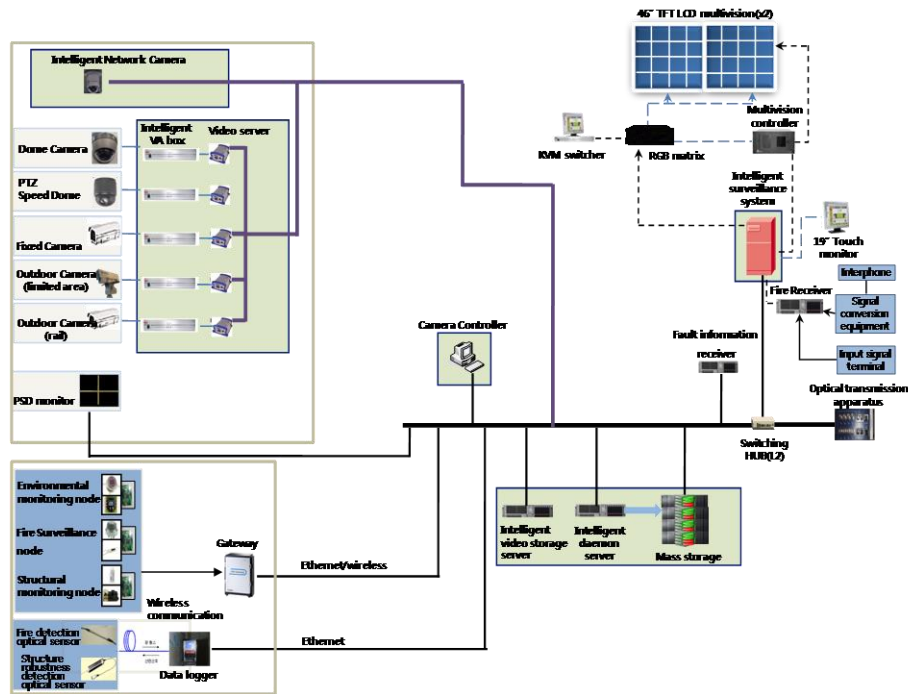 46" TFT LCD multivision(x2)
Intelligent Network Camera
Intelligent
VA box
Video server
Dome Camera
PTZ
Speed Dome
Fixed Camera
Outdoor Camera
(limited area)
Outdoor Camera
(rail)
PSD monitor
Multivision
controller
KVM switcher
RGB matrix
Intelligent
surveillance
system
19" Touch
monitor
Interphone
Fire Receiver
Signal
conversion
equipment
Input signal
terminal
Camera Controller
Fault information
receiver
Optical transmission
apparatus
Switching
HUB(L2)
Environmental
monitoring node
Fire Surveillance
node
Structural
monitoring node
Gateway
Ethernet/wireless
Wireless
communication
Intelligent
video storage
server
Intelligent
daemon
server
Mass storage
Fire detection
optical sensor
Structure
robustness
detection
optical sensor
Data logger
Ethernet